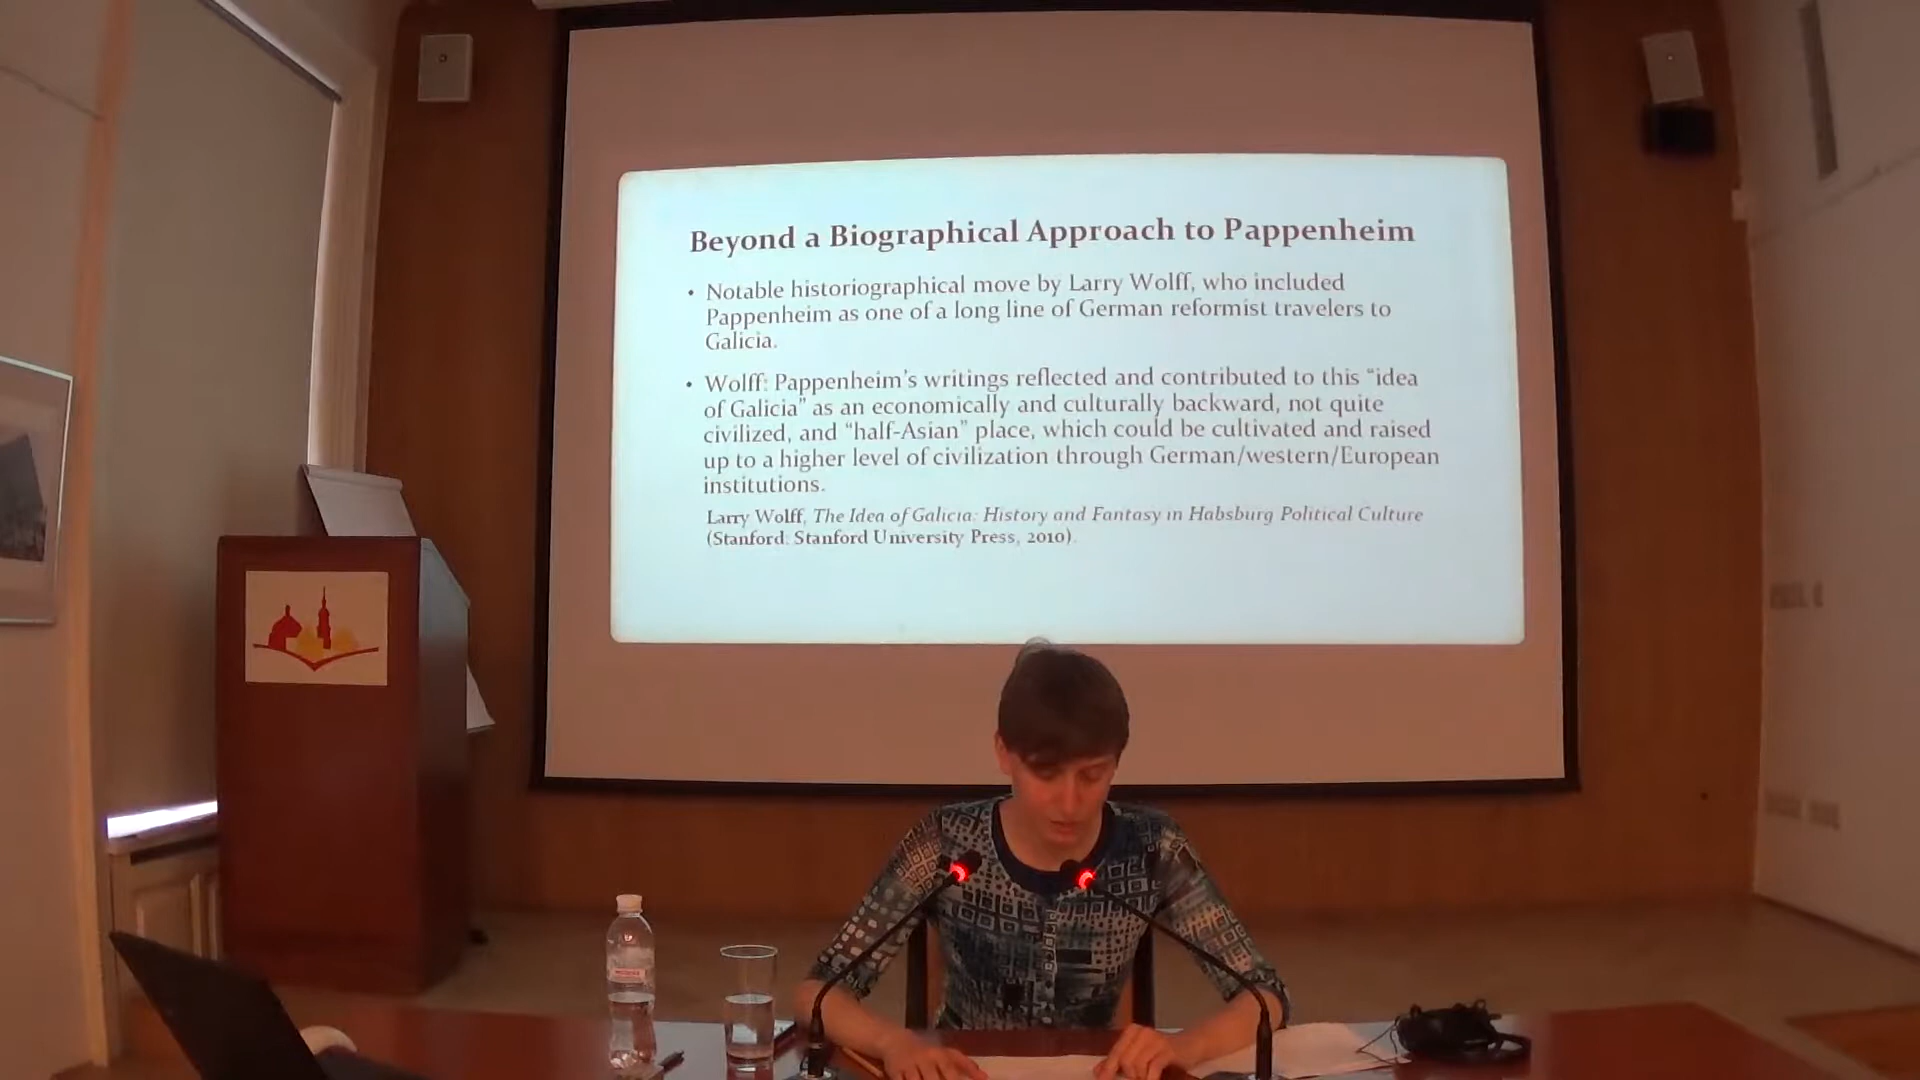 Beyond a Biographical Approach to Pappenheim
• Notable historiographical move by Larry Wolff, who included
Pappenheim as one of a long line of German reformist travelers to
Galicia.
• Wolff: Pappenheim's writings reflected and contributed to this “idea
of Galicia” as an economically and culturally backward, not quite
civilized, and “half-Asian” place, which could be cultivated and raised
up to a higher level of civilization through German/western/European
institutions.
Larry Wolff, The Idea of Galicia: History and Fantasy in Habsburg Political Culture
(Stanford: Stanford University Press, 2010).